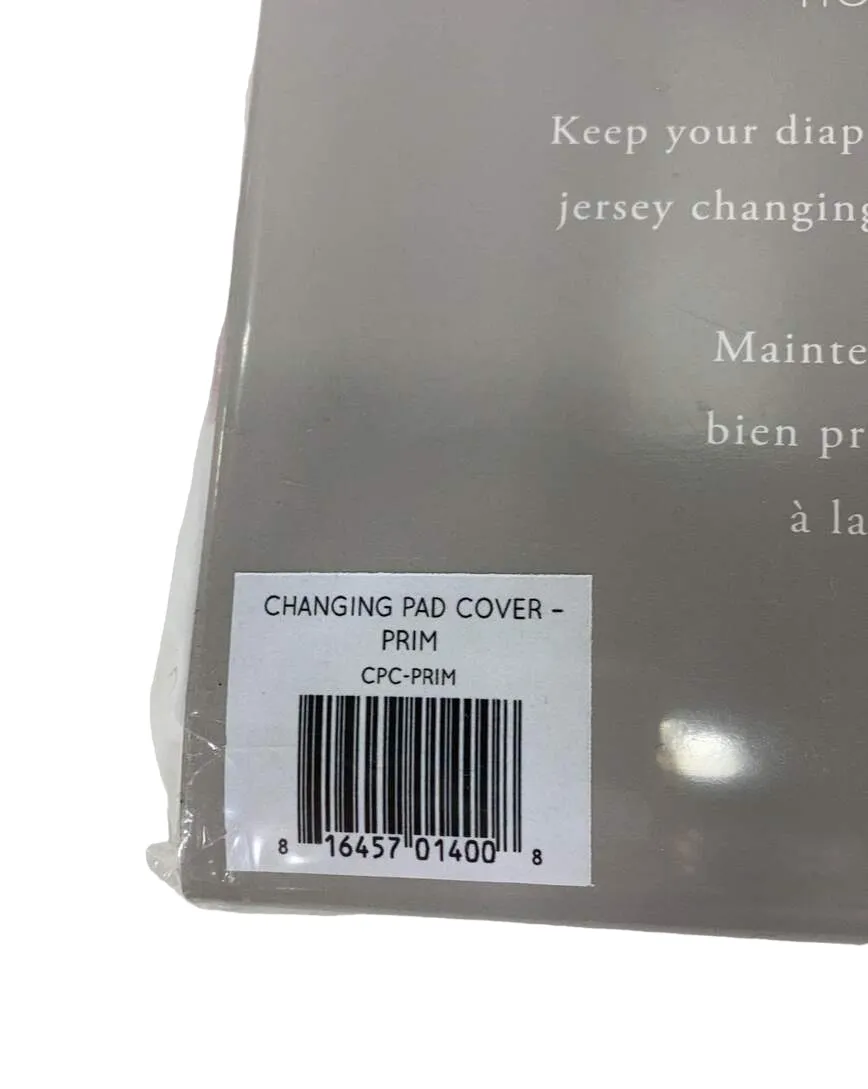 Keep your diap
jersey changing
Mainte
bien pr
à la
CHANGING PAD COVER –
PRIM
CPC-PRIM
8 16457 01400 8